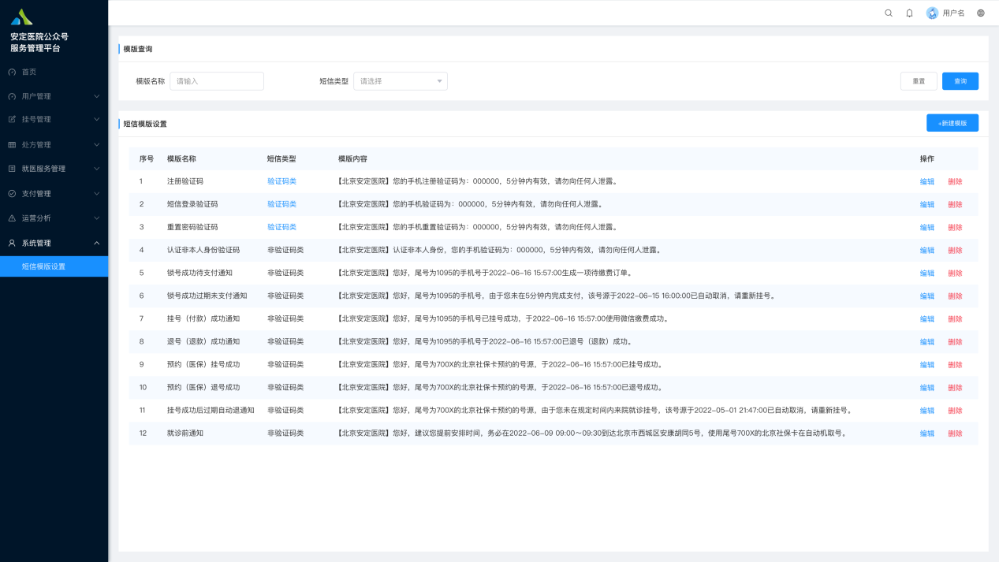 安定医院公众号
服务管理平台
首页
用户管理
挂号管理
处方管理
就医服务管理
支付管理
运营分析
系统管理
短信模版设置
用户名
模版查询
模版名称 请输入 短信类型 请选择 重置 查询
短信模版设置 +新建模版
序号 模版名称 短信类型 模版内容 操作
1 注册验证码 验证码类 【北京安定医院】您的手机注册验证码为：000000，5分钟内有效，请勿向任何人泄露。 编辑 删除
2 短信登录验证码 验证码类 【北京安定医院】您的手机验证码为：000000，5分钟内有效，请勿向任何人泄露。 编辑 删除
3 重置密码验证码 验证码类 【北京安定医院】您的手机重置验证码为：000000，5分钟内有效，请勿向任何人泄露。 编辑 删除
4 认证非本人身份验证码 非验证码类 【北京安定医院】认证非本人身份，您的手机验证码为：000000，5分钟内有效，请勿向任何人泄露。 编辑 删除
5 锁号成功待支付通知 非验证码类 【北京安定医院】您好，尾号为1095的手机号于2022-06-16 15:57:00生成一项待缴费订单。 编辑 删除
6 锁号成功过期未支付通知 非验证码类 【北京安定医院】您好，尾号为1095的手机号，由于您未在5分钟内完成支付，该号源于2022-06-15 16:00:00已自动取消，请重新挂号。 编辑 删除
7 挂号（付款）成功通知 非验证码类 【北京安定医院】您好，尾号为1095的手机号已挂号成功，于2022-06-16 15:57:00使用微信缴费成功。 编辑 删除
8 退号（退款）成功通知 非验证码类 【北京安定医院】您好，尾号为1095的手机号于2022-06-16 15:57:00已退号（退款）成功。 编辑 删除
9 预约（医保）挂号成功 非验证码类 【北京安定医院】您好，尾号为700X的北京社保卡预约的号源，于2022-06-16 15:57:00已挂号成功。 编辑 删除
10 预约（医保）退号成功 非验证码类 【北京安定医院】您好，尾号为700X的北京社保卡预约的号源，于2022-06-16 15:57:00已退号成功。 编辑 删除
11 挂号成功后过期自动退通知 非验证码类 【北京安定医院】您好，尾号为700X的北京社保卡预约的号源，由于您未在规定时间内来院就诊挂号，该号源于2022-05-01 21:47:00已自动取消，请重新挂号。 编辑 删除
12 就诊前通知 非验证码类 【北京安定医院】您好，建议您提前安排时间，务必在2022-06-09 09:00～09:30到达北京市西城区安康胡同5号，使用尾号700X的北京社保卡在自动机取号。 编辑 删除